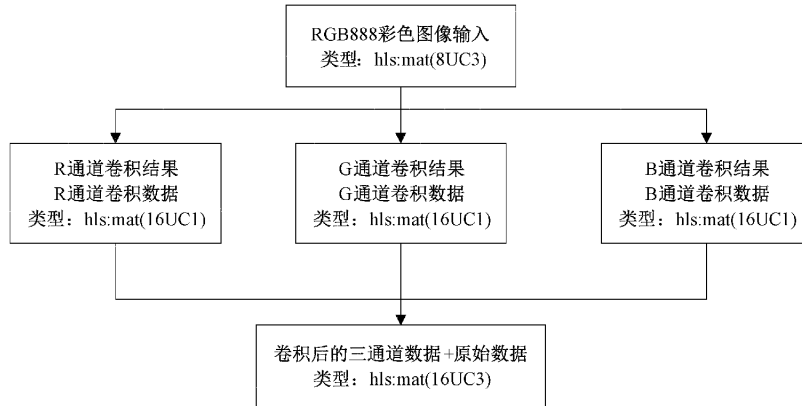 RGB888彩色图像输入
类型：hls:mat(8UC3)
R通道卷积结果
R通道卷积数据
类型：hls:mat(16UC1)
G通道卷积结果
G通道卷积数据
类型：hls:mat(16UC1)
B通道卷积结果
B通道卷积数据
类型：hls:mat(16UC1)
卷积后的三通道数据+原始数据
类型：hls:mat(16UC3)